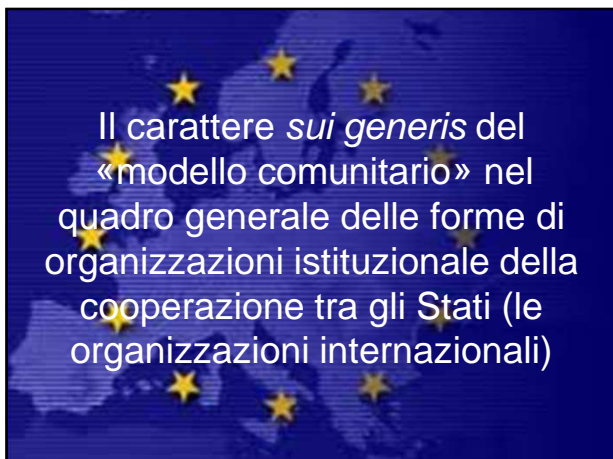 Il carattere sui generis del
«modello comunitario» nel
quadro generale delle forme di
organizzazioni istituzionale della
cooperazione tra gli Stati (le
organizzazioni internazionali)